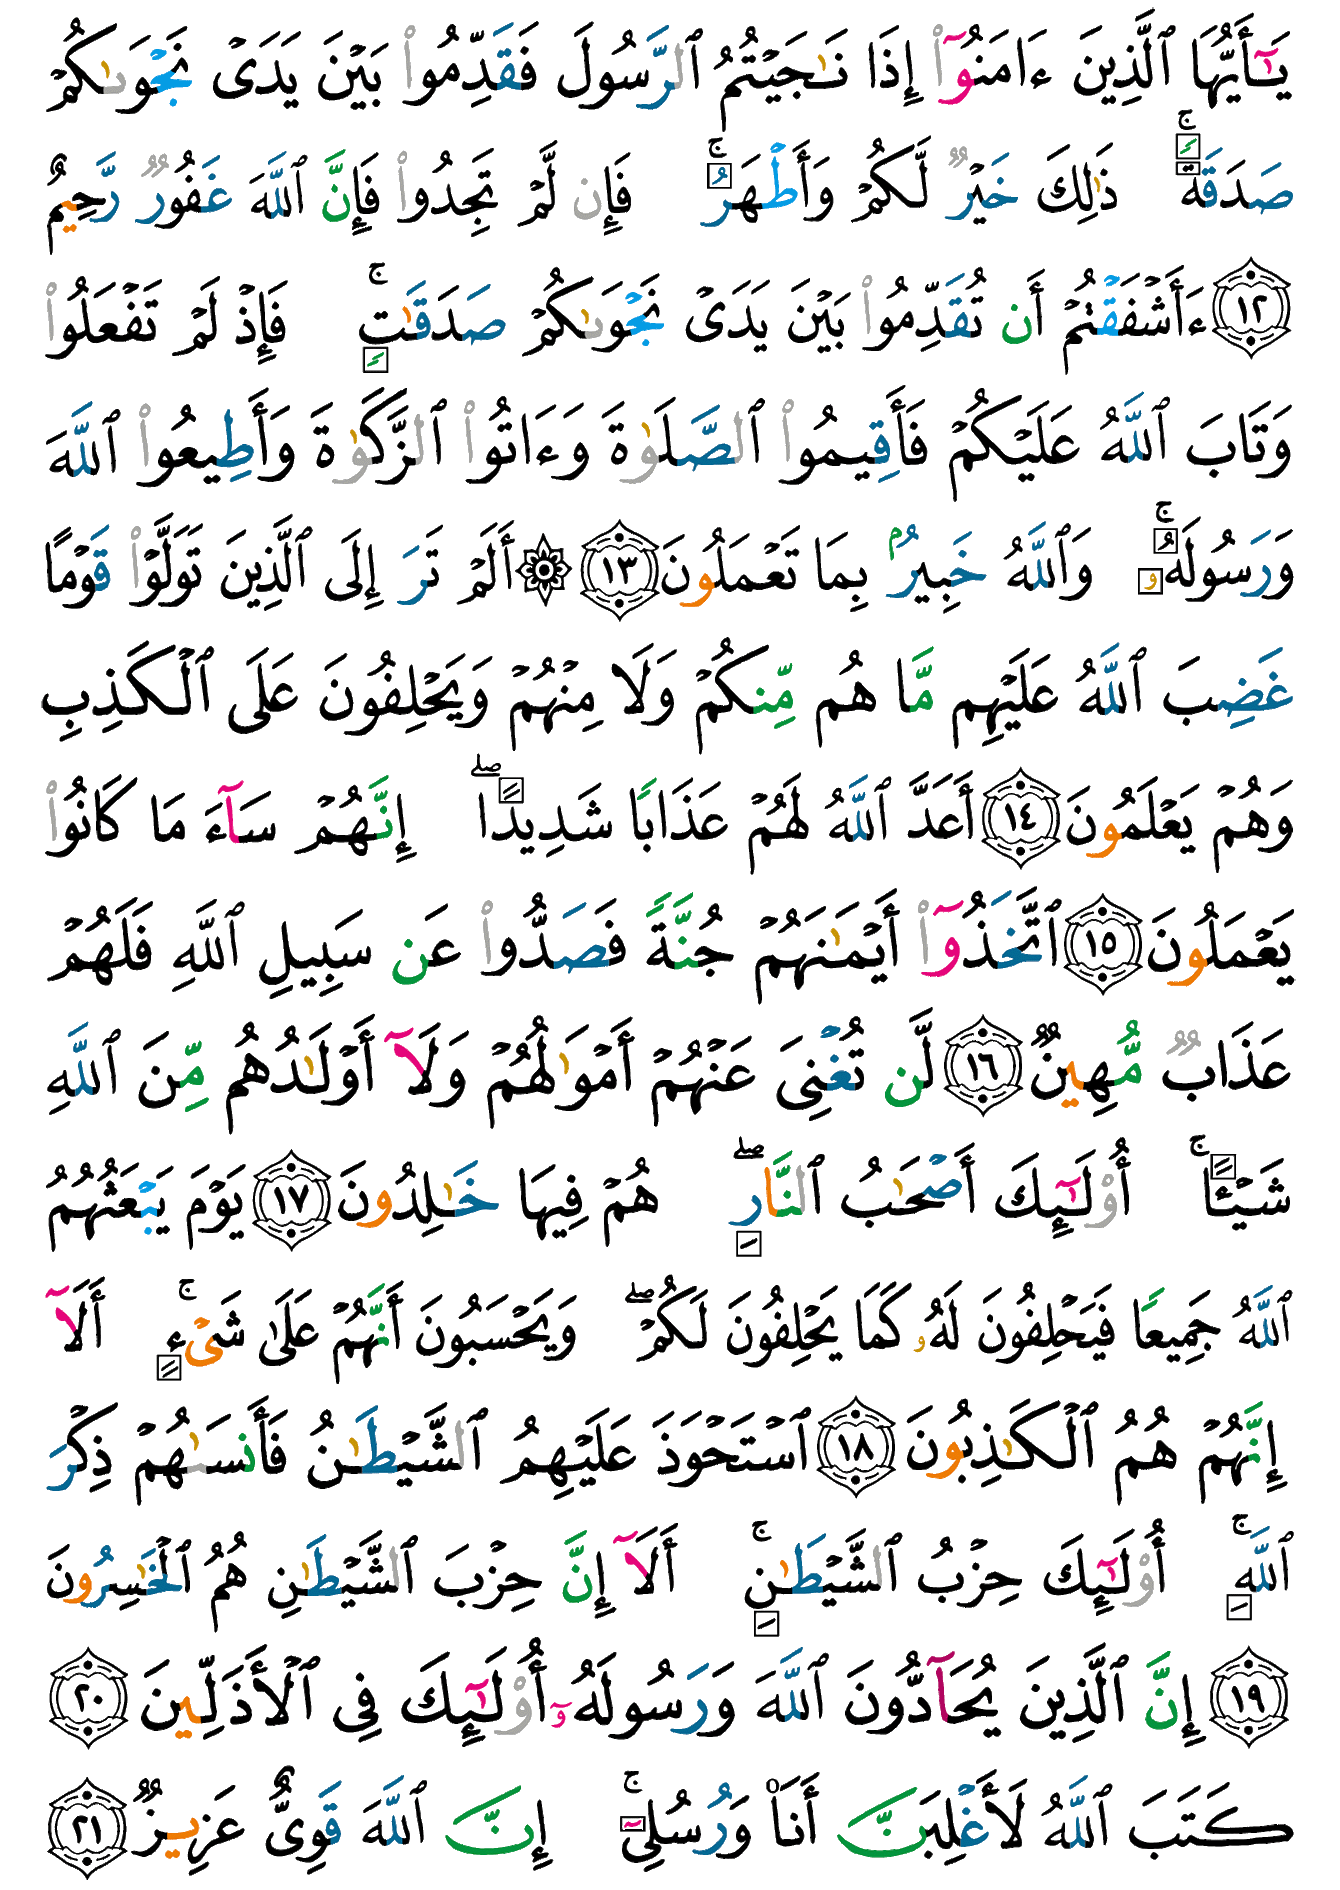 يَـٰٓأَيُّهَا ٱلَّذِينَ ءَامَنُوٓا۟ إِذَا نَـٰجَيْتُمُ ٱلرَّسُولَ فَقَدِّمُوا۟ بَيْنَ يَدَىْ نَجْوَىٰكُمْ
صَدَقَةً ۚ ذَٰلِكَ خَيْرٌ لَّكُمْ وَأَطْهَرُ ۚ فَإِن لَّمْ تَجِدُوا۟ فَإِنَّ ٱللَّهَ غَفُورٌ رَّحِيمٌ
١٢ ءَأَشْفَقْتُمْ أَن تُقَدِّمُوا۟ بَيْنَ يَدَىْ نَجْوَىٰكُمْ صَدَقَـٰتٍ ۚ فَإِذْ لَمْ تَفْعَلُوا۟
وَتَابَ ٱللَّهُ عَلَيْكُمْ فَأَقِيمُوا۟ ٱلصَّلَوٰةَ وَءَاتُوا۟ ٱلزَّكَوٰةَ وَأَطِيعُوا۟ ٱللَّهَ
وَرَسُولَهُۥ ۚ وَٱللَّهُ خَبِيرٌۢ بِمَا تَعْمَلُونَ ١٣ ۞ أَلَمْ تَرَ إِلَى ٱلَّذِينَ تَوَلَّوْا۟ قَوْمًا
غَضِبَ ٱللَّهُ عَلَيْهِم مَّا هُم مِّنكُمْ وَلَا مِنْهُمْ وَيَحْلِفُونَ عَلَى ٱلْكَذِبِ
وَهُمْ يَعْلَمُونَ ١٤ أَعَدَّ ٱللَّهُ لَهُمْ عَذَابًا شَدِيدًا ۖ إِنَّهُمْ سَآءَ مَا كَانُوا۟
يَعْمَلُونَ ١٥ ٱتَّخَذُوٓا۟ أَيْمَـٰنَهُمْ جُنَّةً فَصَدُّوا۟ عَن سَبِيلِ ٱللَّهِ فَلَهُمْ
عَذَابٌ مُّهِينٌ ١٦ لَّن تُغْنِىَ عَنْهُمْ أَمْوَٰلُهُمْ وَلَآ أَوْلَـٰدُهُم مِّنَ ٱللَّهِ
شَيْـًٔا ۚ أُو۟لَـٰٓئِكَ أَصْحَـٰبُ ٱلنَّارِ ۖ هُمْ فِيهَا خَـٰلِدُونَ ١٧ يَوْمَ يَبْعَثُهُمُ
ٱللَّهُ جَمِيعًا فَيَحْلِفُونَ لَهُۥ كَمَا يَحْلِفُونَ لَكُمْ ۖ وَيَحْسَبُونَ أَنَّهُمْ عَلَىٰ شَىْءٍ ۚ أَلَآ
إِنَّهُمْ هُمُ ٱلْكَـٰذِبُونَ ١٨ ٱسْتَحْوَذَ عَلَيْهِمُ ٱلشَّيْطَـٰنُ فَأَنسَىٰهُمْ ذِكْرَ
ٱللَّهِ ۚ أُو۟لَـٰٓئِكَ حِزْبُ ٱلشَّيْطَـٰنِ ۚ أَلَآ إِنَّ حِزْبَ ٱلشَّيْطَـٰنِ هُمُ ٱلْخَـٰسِرُونَ
١٩ إِنَّ ٱلَّذِينَ يُحَآدُّونَ ٱللَّهَ وَرَسُولَهُۥٓ أُو۟لَـٰٓئِكَ فِى ٱلْأَذَلِّينَ ٢٠
كَتَبَ ٱللَّهُ لَأَغْلِبَنَّ أَنَا۠ وَرُسُلِىٓ ۚ إِنَّ ٱللَّهَ قَوِىٌّ عَزِيزٌ ٢١